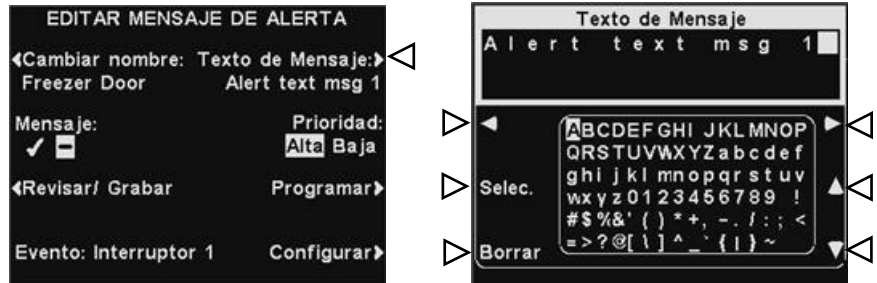 EDITAR MENSAJE DE ALERTA
Cambiar nombre: Texto de Mensaje:
Freezer Door Alert text msg 1
Mensaje: Prioridad:
Alta Baja
Revisar/ Grabar Programar
Evento: Interruptor 1 Configurar
Texto de Mensaje
Alert text msg 1
ABCDEFGHI JKLMNOP
QRSTUVWXYZabcdef
ghijklmnopqrstuv
Selec.
wxyz0123456789 !
#$%&'()*+,-./:;<
Borrar
=>?@[\]^_`{|}~